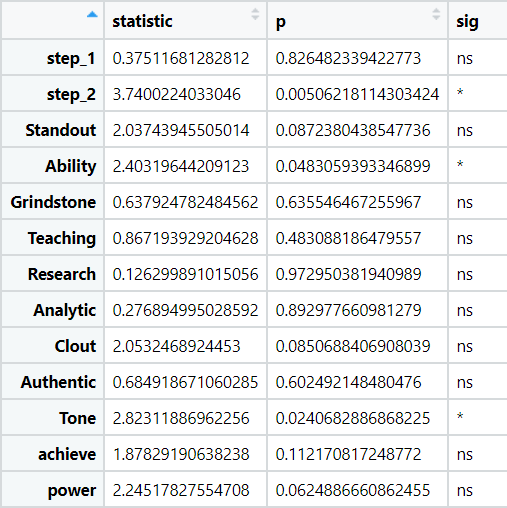 statistic p sig
step_1 0.37511681282812 0.826482339422773 ns
step_2 3.7400224033046 0.00506218114303424 *
Standout 2.03743945505014 0.0872380438547736 ns
Ability 2.40319644209123 0.0483059393346899 *
Grindstone 0.637924782484562 0.635546467255967 ns
Teaching 0.867193929204628 0.483088186479557 ns
Research 0.126299891015056 0.972950381940989 ns
Analytic 0.276894995028592 0.892977660981279 ns
Clout 2.0532468924453 0.0850688406908039 ns
Authentic 0.684918671060285 0.602492148480476 ns
Tone 2.82311886962256 0.0240682886868225 *
achieve 1.87829190638238 0.112170817248772 ns
power 2.24517827554708 0.0624886660862455 ns